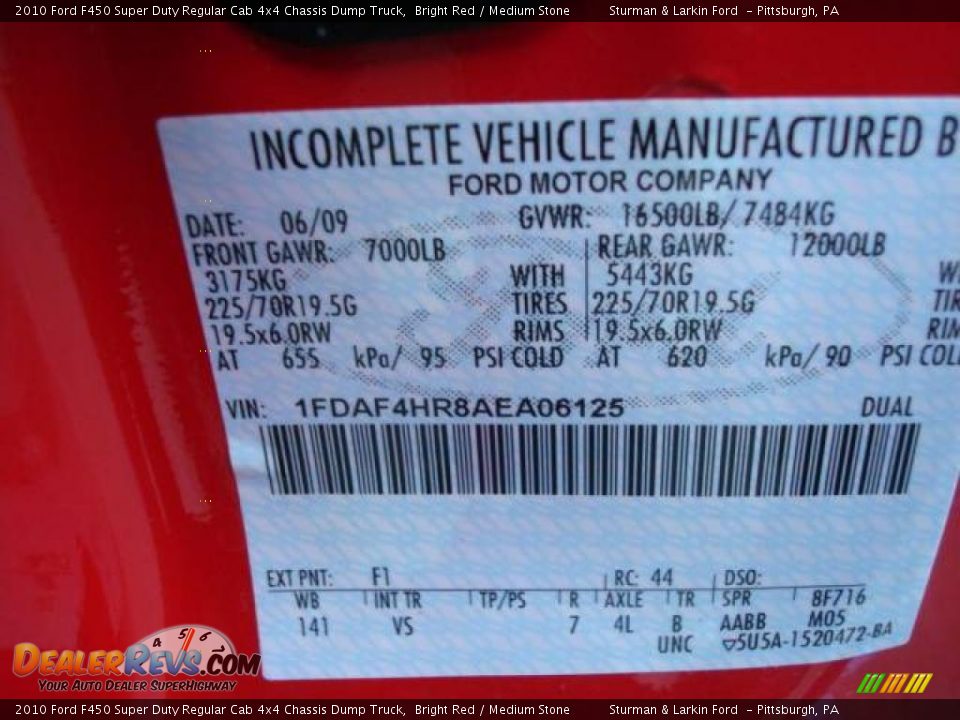 2010 Ford F450 Super Duty Regular Cab 4x4 Chassis Dump Truck, Bright Red / Medium Stone Sturman & Larkin Ford - Pittsburgh, PA
INCOMPLETE VEHICLE MANUFACTURED B
FORD MOTOR COMPANY
DATE: 06/09 GVWR: 16500LB/ 7484KG
FRONT GAWR: 7000LB REAR GAWR: 12000LB
3175KG WITH 5443KG WI
225/70R19.5G TIRES 225/70R19.5G TIR
19.5x6.0RW RIMS 19.5x6.0RW RIM
AT 655 kPa/ 95 PSI COLD AT 620 kPa/ 90 PSI COL
VIN: 1FDAF4HR8AEA06125 DUAL
EXT PNT: F1 RC: 44 DSO:
WB INT TR TP/PS R AXLE TR SPR 8F716
141 VS 7 4L B AABB M05
UNC 5U5A-1520472-BA
4 5 6
DEALERREVS.COM
Your Auto Dealer SuperHighway
2010 Ford F450 Super Duty Regular Cab 4x4 Chassis Dump Truck, Bright Red / Medium Stone Sturman & Larkin Ford - Pittsburgh, PA